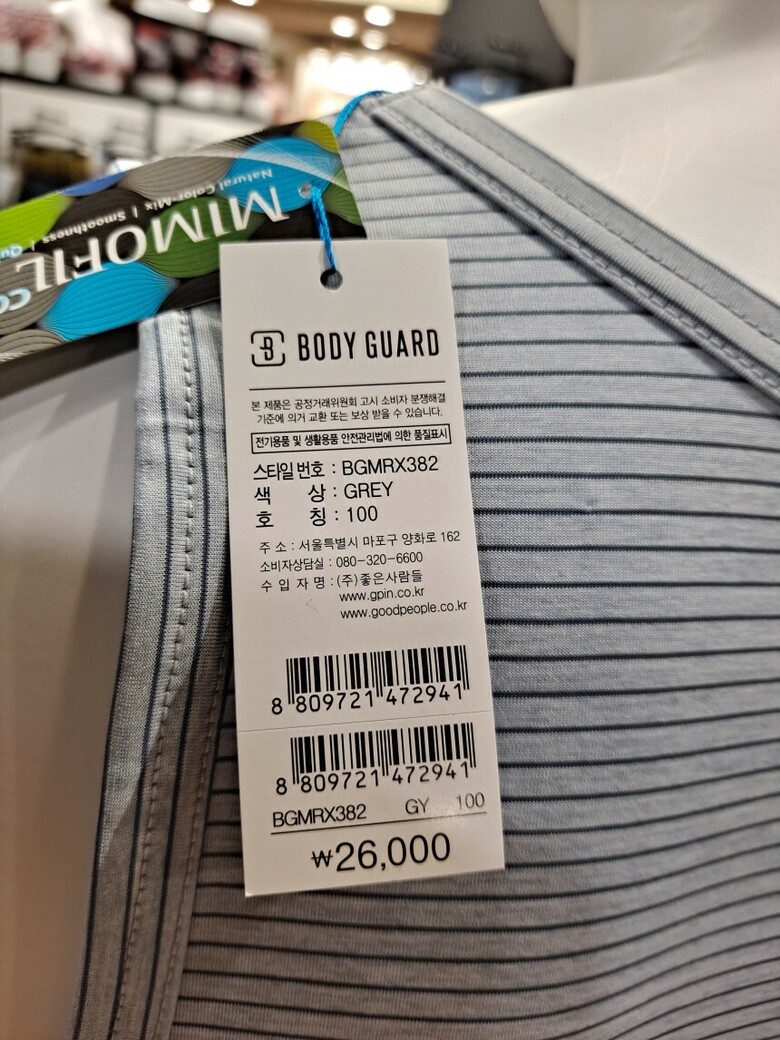 Natural Color-Mix | Smoothness |
MIMOFIL
BODY GUARD
본 제품은 공정거래위원회 고시 소비자 분쟁해결
기준에 의거 교환 또는 보상 받을 수 있습니다.
전기용품 및 생활용품 안전관리법에 의한 품질표시
스타일번호 : BGMRX382
색 상 : GREY
호 칭 : 100
주 소 : 서울특별시 마포구 양화로 162
소비자상담실 : 080-320-6600
수 입 자 명 : (주)좋은사람들
www.gpin.co.kr
www.goodpeople.co.kr
8 809721 472941
8 809721 472941
BGMRX382 GY 100
₩26,000